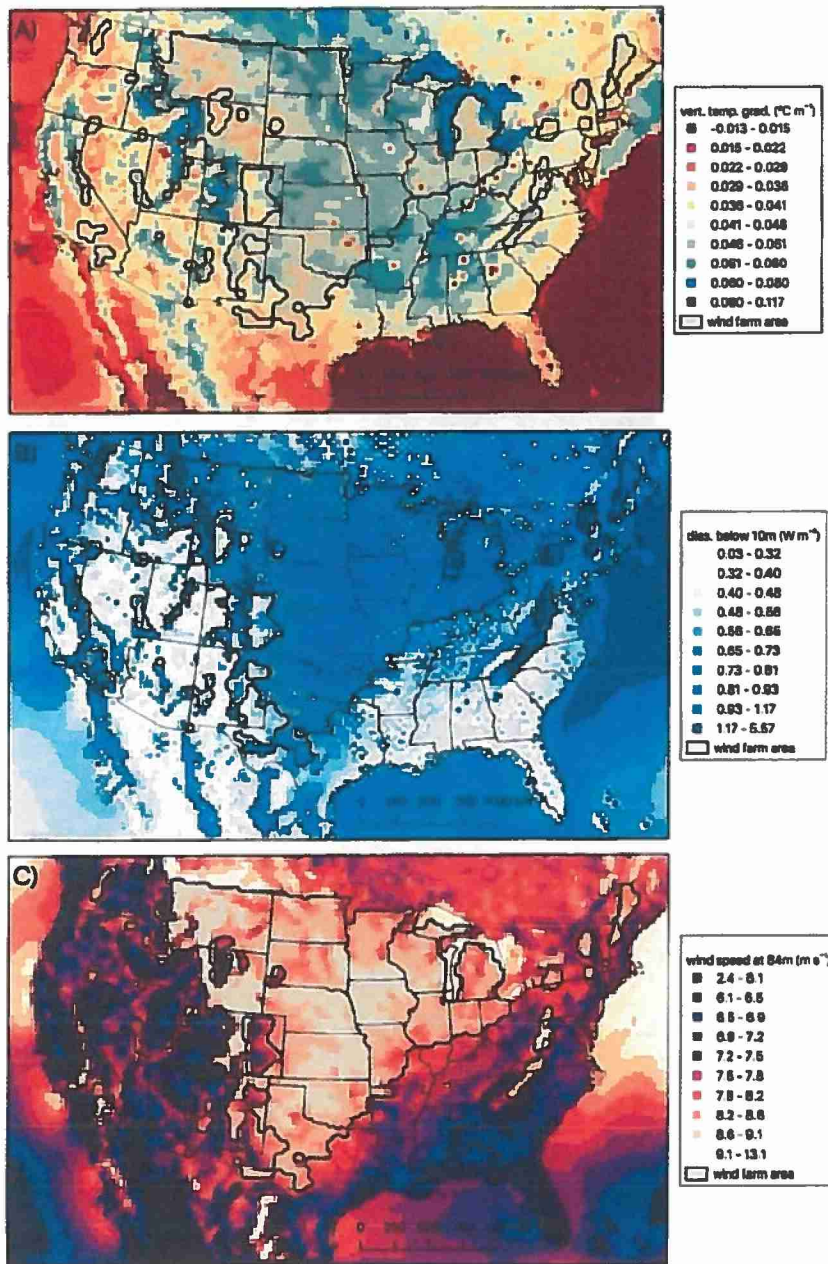 A)
vert. temp. grad. (°C m⁻¹)
-0.013 - 0.015
0.015 - 0.022
0.022 - 0.029
0.029 - 0.036
0.036 - 0.041
0.041 - 0.046
0.046 - 0.051
0.051 - 0.060
0.060 - 0.080
0.080 - 0.117
wind farm area
diss. below 10m (W m⁻²)
0.03 - 0.32
0.32 - 0.40
0.40 - 0.48
0.48 - 0.56
0.56 - 0.65
0.65 - 0.73
0.73 - 0.81
0.81 - 0.93
0.93 - 1.17
1.17 - 5.57
wind farm area
C)
wind speed at 84m (m s⁻¹)
2.4 - 6.1
6.1 - 6.5
6.5 - 6.9
6.9 - 7.2
7.2 - 7.5
7.5 - 7.8
7.8 - 8.2
8.2 - 8.6
8.6 - 9.1
9.1 - 13.1
wind farm area